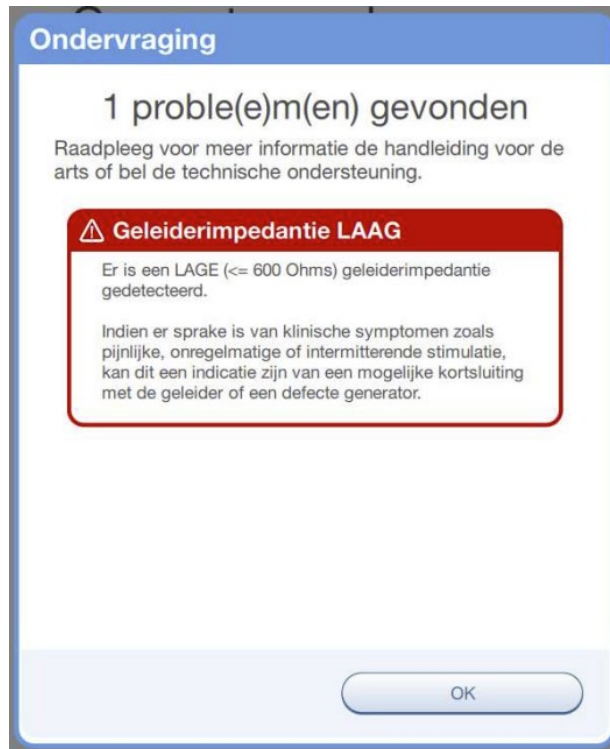 Ondervraging
1 proble(e)m(en) gevonden
Raadpleeg voor meer informatie de handleiding voor de
arts of bel de technische ondersteuning.
Geleiderimpedantie LAAG
Er is een LAGE (<= 600 Ohms) geleiderimpedantie
gedetecteerd.
Indien er sprake is van klinische symptomen zoals
pijnlijke, onregelmatige of intermitterende stimulatie,
kan dit een indicatie zijn van een mogelijke kortsluiting
met de geleider of een defecte generator.
OK